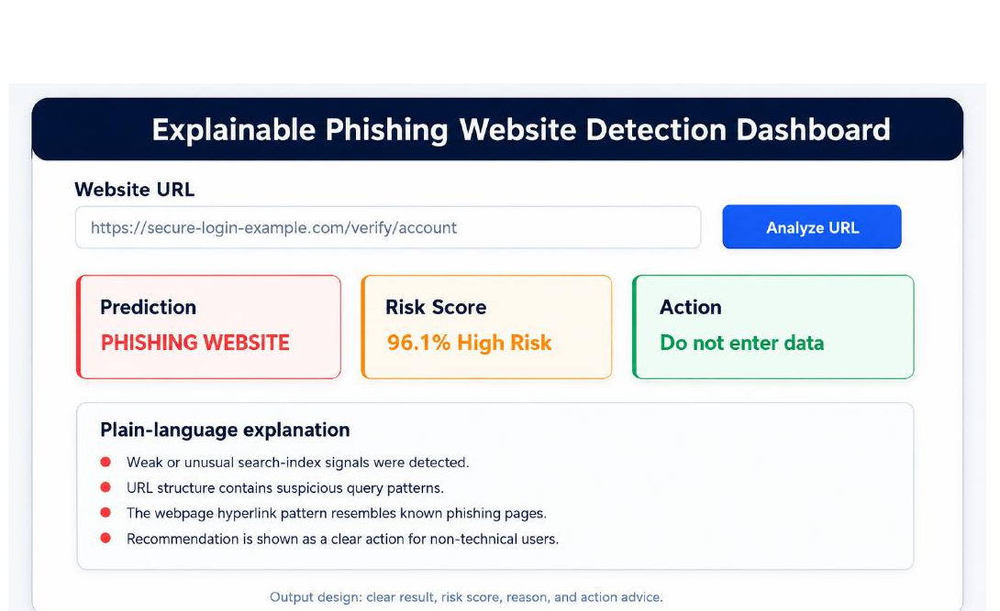 Explainable Phishing Website Detection Dashboard
Website URL
https://secure-login-example.com/verify/account
Analyze URL
Prediction
PHISHING WEBSITE
Risk Score
96.1% High Risk
Action
Do not enter data
Plain-language explanation
Weak or unusual search-index signals were detected.
URL structure contains suspicious query patterns.
The webpage hyperlink pattern resembles known phishing pages.
Recommendation is shown as a clear action for non-technical users.
Output design: clear result, risk score, reason, and action advice.